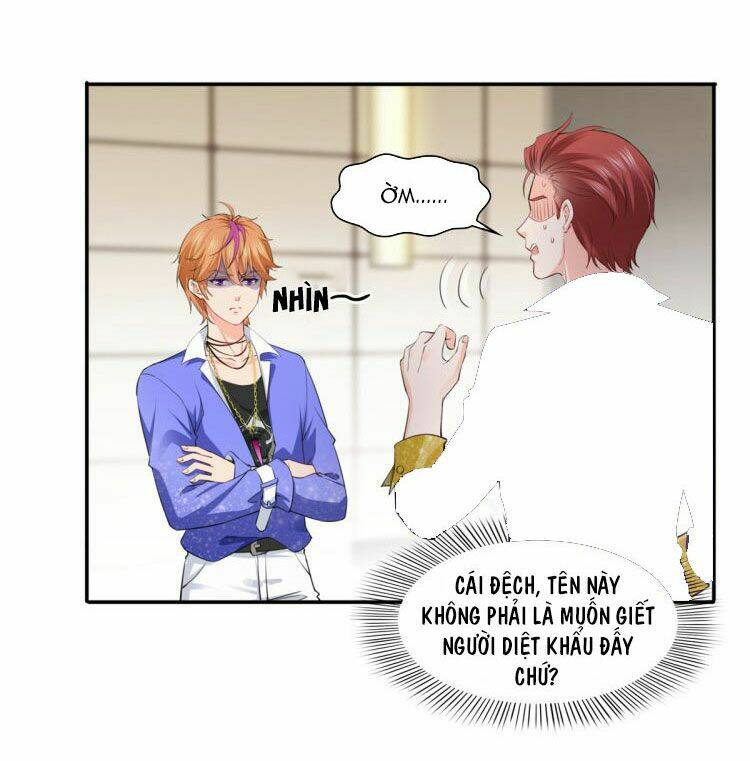 ỜM......
NHÌN~
CÁI ĐỆCH, TÊN NÀY
KHÔNG PHẢI LÀ MUỐN GIẾT
NGƯỜI DIỆT KHẨU ĐẤY
CHỨ?